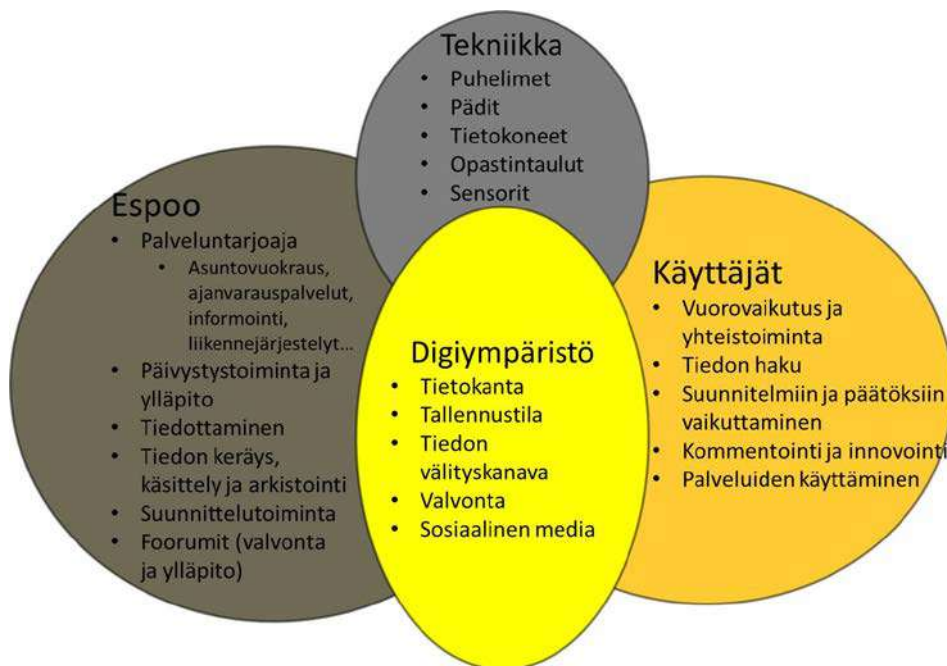 Tekniikka
• Puhelimet
• Pädit
• Tietokoneet
• Opastintaulut
• Sensorit
Espoo
• Palveluntarjoaja
• Asuntovuokraus,
ajanvarauspalvelut,
informointi,
liikennejärjestelyt...
• Päivystystoiminta ja
ylläpito
• Tiedottaminen
• Tiedon keräys,
käsittely ja arkistointi
• Suunnittelutoiminta
• Foorumit (valvonta
ja ylläpito)
Digiympäristö
• Tietokanta
• Tallennustila
• Tiedon
välityskanava
• Valvonta
• Sosiaalinen media
Käyttäjät
• Vuorovaikutus ja
yhteistoiminta
• Tiedon haku
• Suunnitelmiin ja päätöksiin
vaikuttaminen
• Kommentointi ja innovointi
• Palveluiden käyttäminen